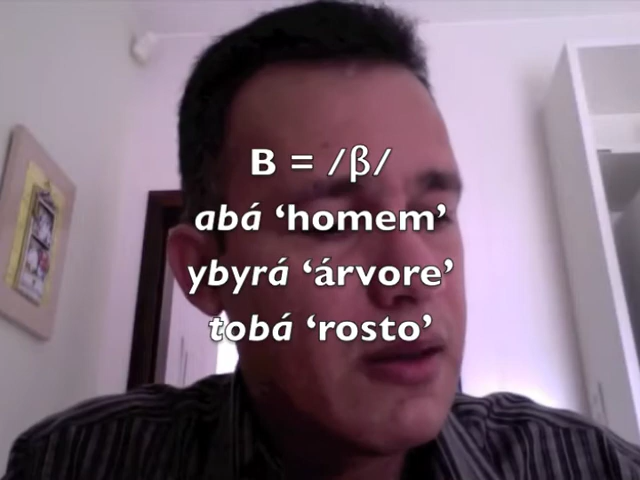 B = /β/
abá ‘homem’
ybyrá ‘árvore’
tobá ‘rosto’